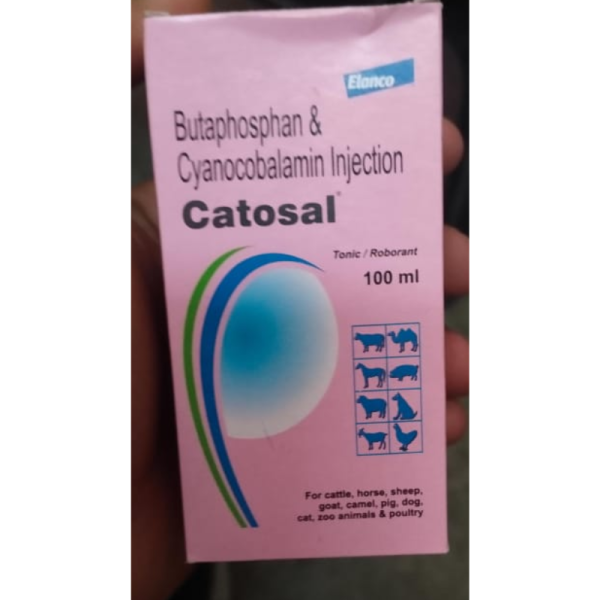 Elanco
Butaphosphan &
Cyanocobalamin Injection
Catosal®
Tonic / Roborant
100 ml
For cattle, horse, sheep,
goat, camel, pig, dog,
cat, zoo animals & poultry